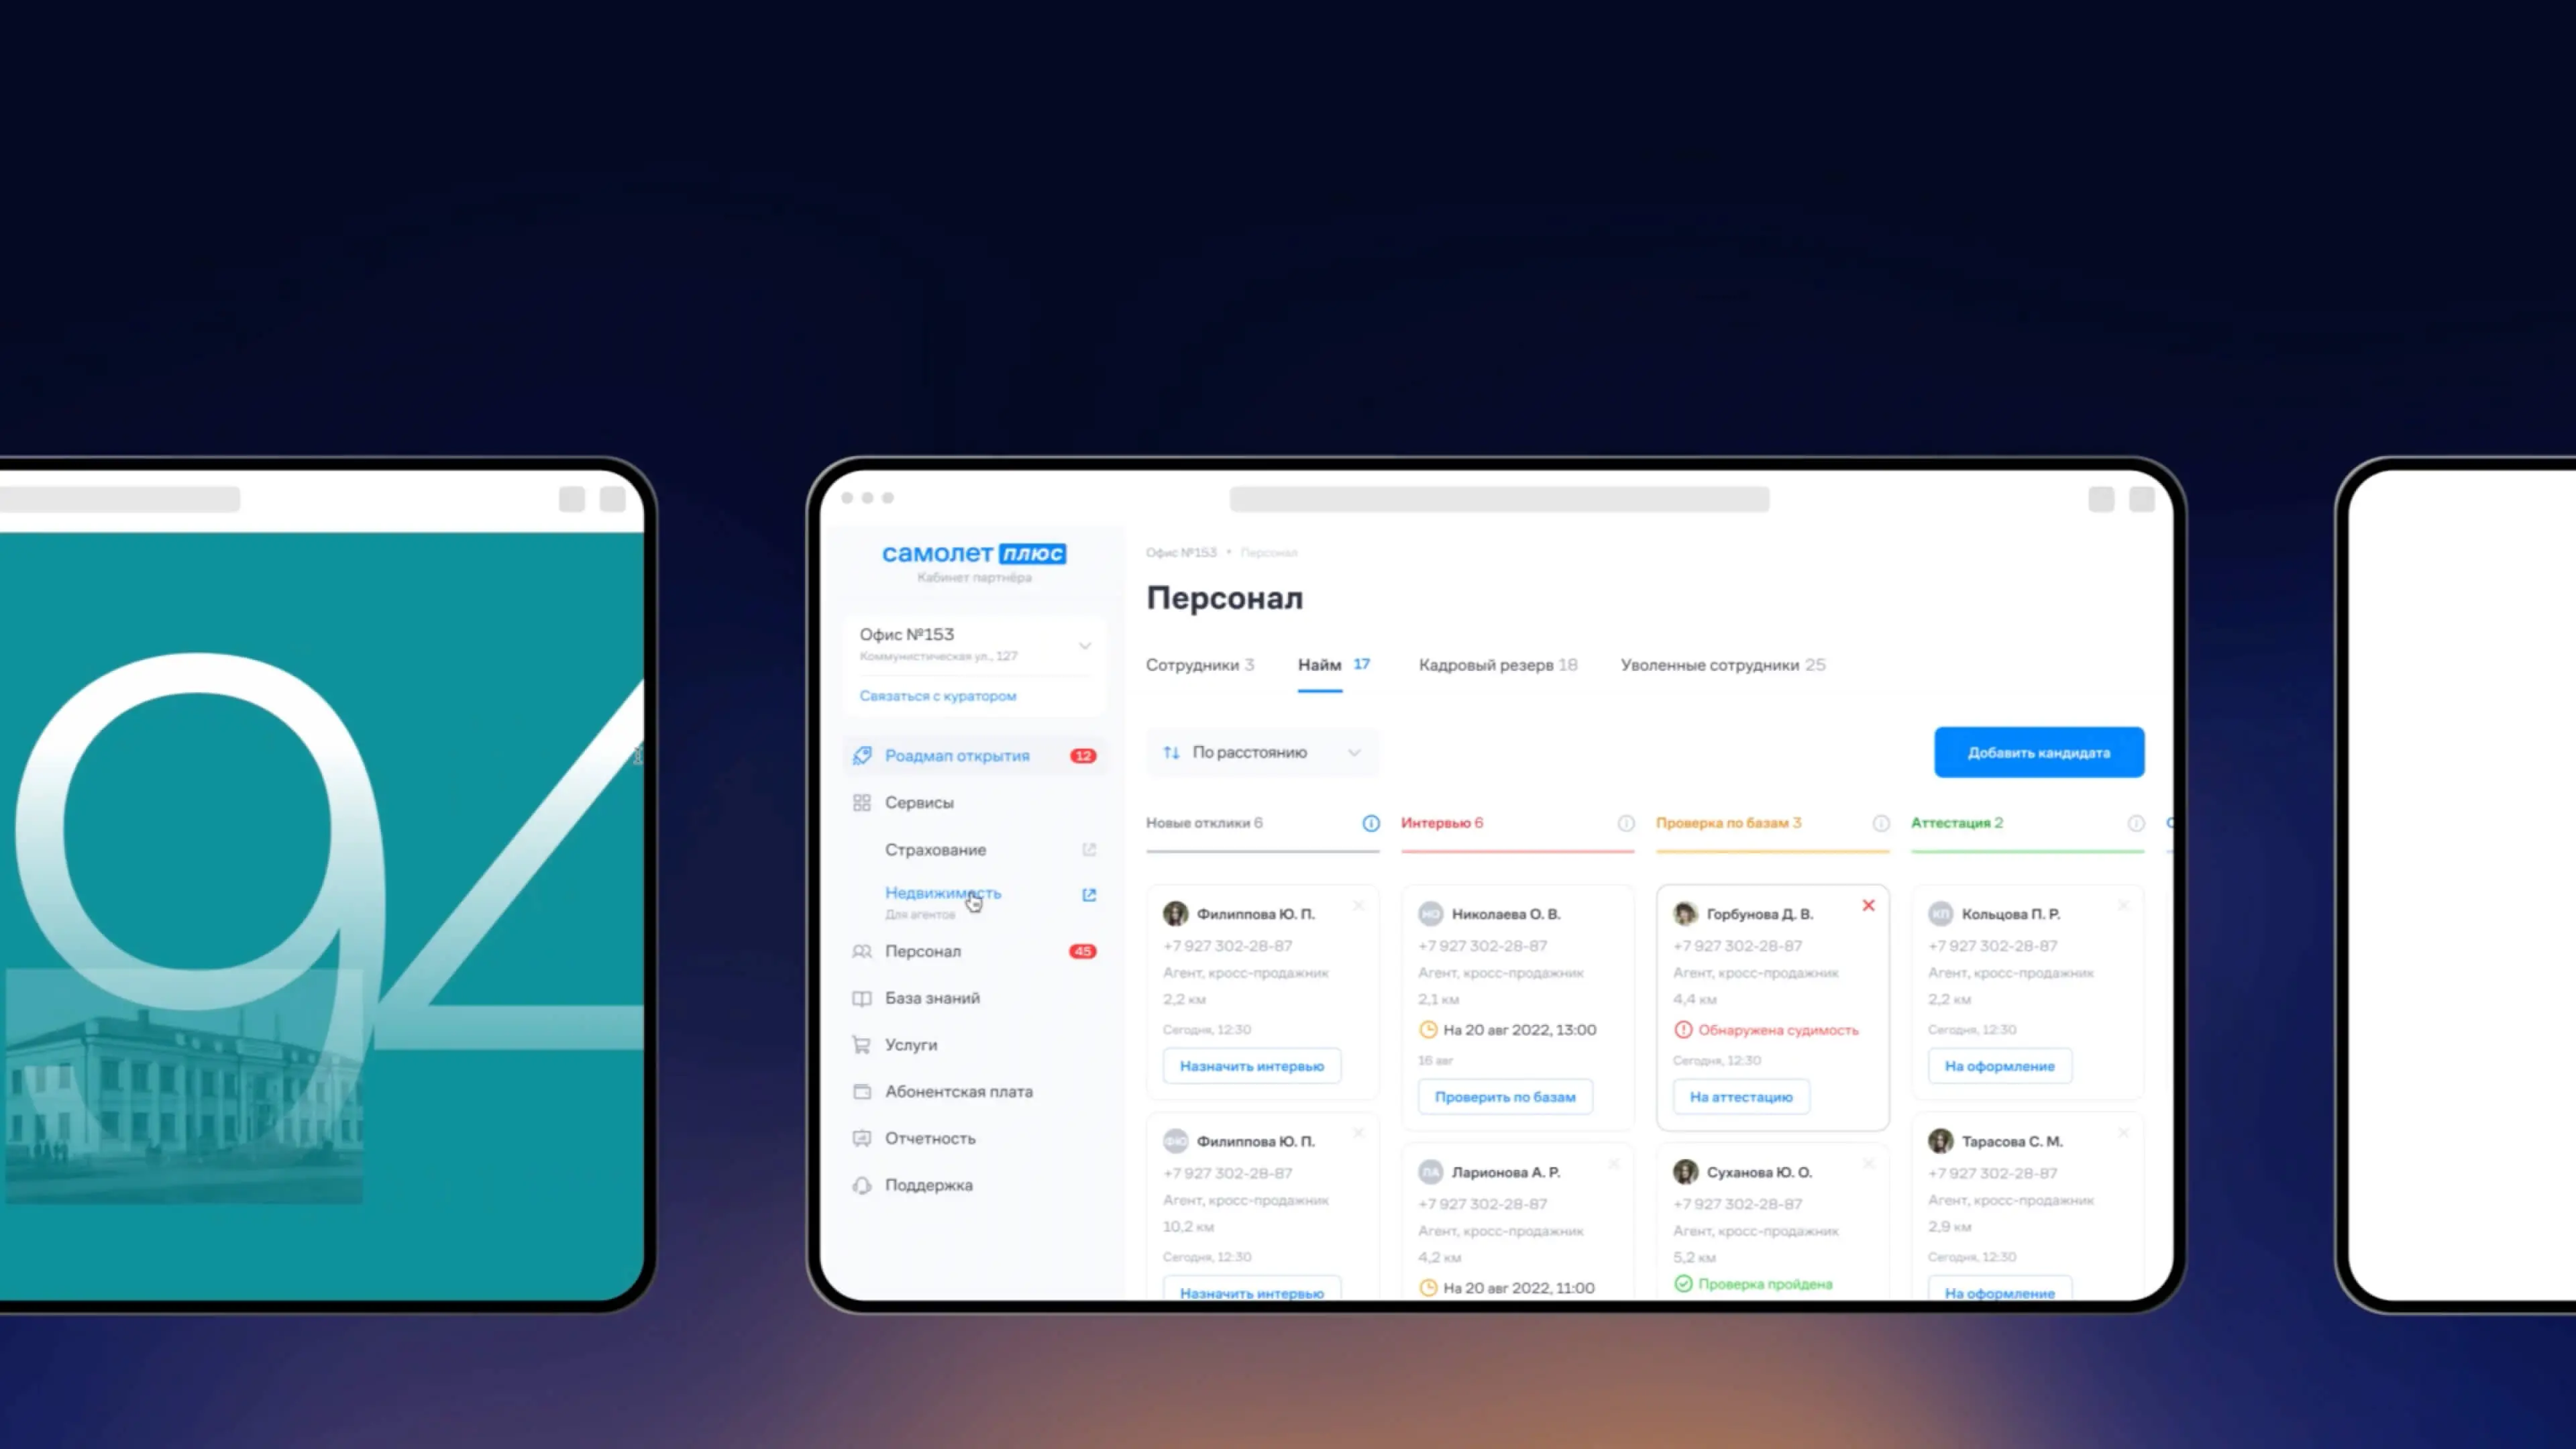 94
самолет плюс
Кабинет партнёра
Офис №153
Коммунистическая ул., 127
Связаться с куратором
Роадмап открытия 12
Сервисы
Страхование
Недвижимость
Для агентов
Персонал 45
База знаний
Услуги
Абонентская плата
Отчетность
Поддержка
Офис №153 • Персонал
Персонал
Сотрудники 3 Найм 17 Кадровый резерв 18 Уволенные сотрудники 25
По расстоянию
Добавить кандидата
Новые отклики 6
Филиппова Ю. П.
+7 927 302-28-87
Агент, кросс-продажник
2,2 км
Сегодня, 12:30
Назначить интервью
ФЮ Филиппова Ю. П.
+7 927 302-28-87
Агент, кросс-продажник
10,2 км
Сегодня, 12:30
Назначить интервью
Интервью 6
НО Николаева О. В.
+7 927 302-28-87
Агент, кросс-продажник
2,1 км
На 20 авг 2022, 13:00
16 авг
Проверить по базам
ЛА Ларионова А. Р.
+7 927 302-28-87
Агент, кросс-продажник
4,2 км
На 20 авг 2022, 11:00
Проверка по базам 3
Горбунова Д. В.
+7 927 302-28-87
Агент, кросс-продажник
4,4 км
Обнаружена судимость
Сегодня, 12:30
На аттестацию
Суханова Ю. О.
+7 927 302-28-87
Агент, кросс-продажник
5,2 км
Проверка пройдена
Аттестация 2
КП Кольцова П. Р.
+7 927 302-28-87
Агент, кросс-продажник
2,2 км
Сегодня, 12:30
На оформление
Тарасова С. М.
+7 927 302-28-87
Агент, кросс-продажник
2,9 км
Сегодня, 12:30
На оформление